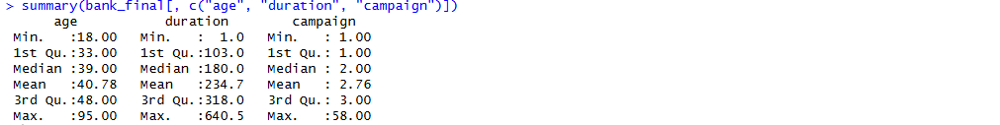 > summary(bank_final[, c("age", "duration", "campaign")])
      age           duration        campaign    
 Min.   :18.00   Min.   :  1.0   Min.   : 1.00  
 1st Qu.:33.00   1st Qu.:103.0   1st Qu.: 1.00  
 Median :39.00   Median :180.0   Median : 2.00  
 Mean   :40.78   Mean   :234.7   Mean   : 2.76  
 3rd Qu.:48.00   3rd Qu.:318.0   3rd Qu.: 3.00  
 Max.   :95.00   Max.   :640.5   Max.   :58.00